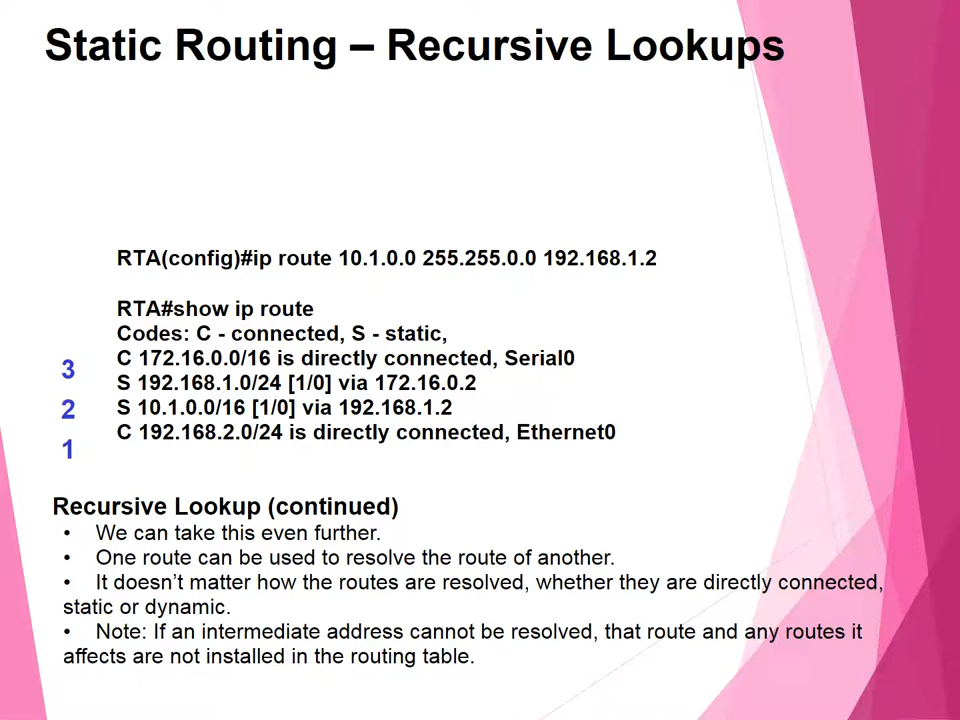 Static Routing – Recursive Lookups
RTA(config)#ip route 10.1.0.0 255.255.0.0 192.168.1.2
RTA#show ip route
Codes: C - connected, S - static,
C 172.16.0.0/16 is directly connected, Serial0
3
S 192.168.1.0/24 [1/0] via 172.16.0.2
S 10.1.0.0/16 [1/0] via 192.168.1.2
2
C 192.168.2.0/24 is directly connected, Ethernet0
1
Recursive Lookup (continued)
• We can take this even further.
• One route can be used to resolve the route of another.
• It doesn’t matter how the routes are resolved, whether they are directly connected,
static or dynamic.
• Note: If an intermediate address cannot be resolved, that route and any routes it
affects are not installed in the routing table.